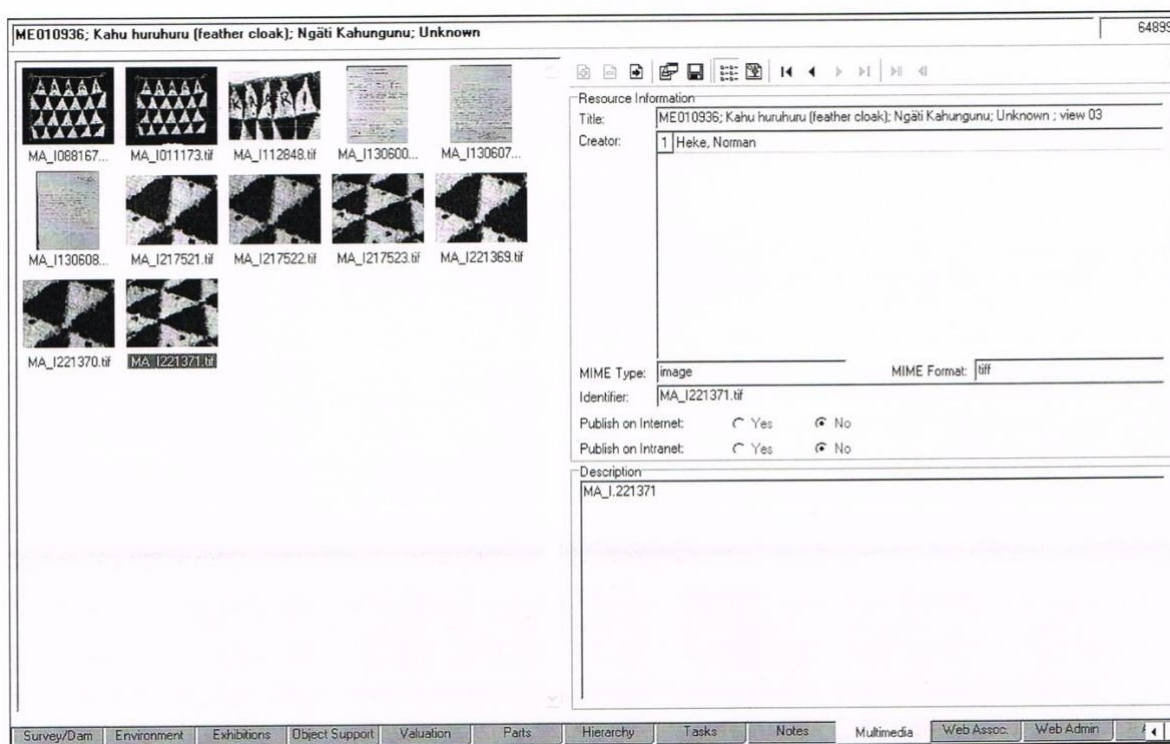 ME010936; Kahu huruhuru (feather cloak); Ngäti Kahungunu; Unknown
64899
MA_I088167... MA_I011173.tif MA_I112848.tif MA_I130600... MA_I130607...
MA_I130608... MA_I217521.tif MA_I217522.tif MA_I217523.tif MA_I221369.tif
MA_I221370.tif MA_I221371.tif
Resource Information
Title: ME010936; Kahu huruhuru (feather cloak); Ngäti Kahungunu; Unknown ; view 03
Creator: 1 Heke, Norman
MIME Type: image MIME Format: tiff
Identifier: MA_I221371.tif
Publish on Internet: Yes No
Publish on Intranet: Yes No
Description
MA_I.221371
Survey/Dam Environment Exhibitions Object Support Valuation Parts Hierarchy Tasks Notes Multimedia Web Assoc. Web Admin